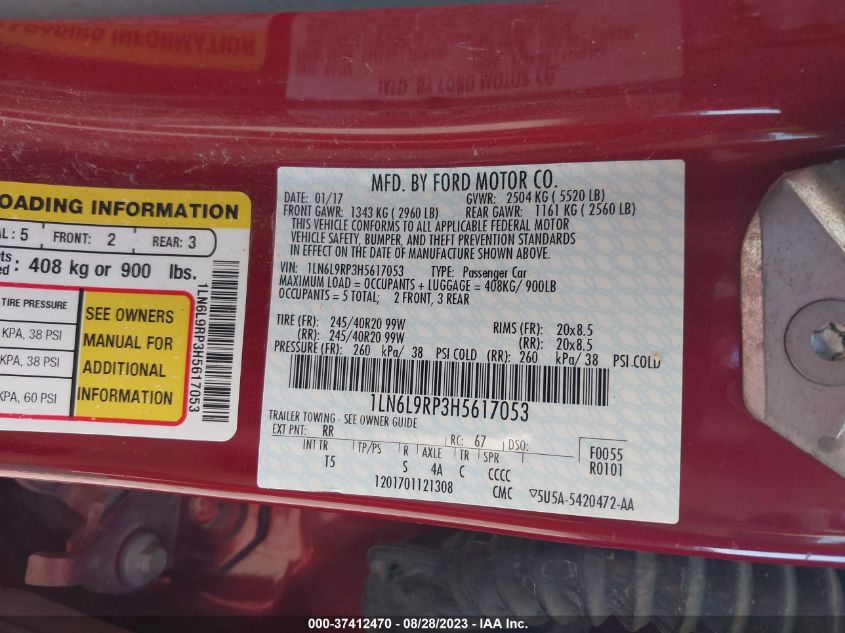 MFD. BY FORD MOTOR CO.
LOADING INFORMATION
MFD. BY FORD MOTOR CO.
DATE: 01/17 GVWR: 2504 KG ( 5520 LB)
FRONT GAWR: 1343 KG ( 2960 LB) REAR GAWR: 1161 KG ( 2560 LB)
THIS VEHICLE CONFORMS TO ALL APPLICABLE FEDERAL MOTOR
VEHICLE SAFETY, BUMPER, AND THEFT PREVENTION STANDARDS
IN EFFECT ON THE DATE OF MANUFACTURE SHOWN ABOVE.
VIN: 1LN6L9RP3H5617053 TYPE: Passenger Car
MAXIMUM LOAD = OCCUPANTS + LUGGAGE = 408KG/ 900LB
OCCUPANTS = 5 TOTAL; 2 FRONT, 3 REAR
TIRE (FR): 245/40R20 99W RIMS (FR): 20x8.5
(RR): 245/40R20 99W (RR): 20x8.5
PRESSURE (FR): 260 kPa/ 38 PSI COLD (RR): 260 kPa/ 38 PSI COLD
1LN6L9RP3H5617053
TRAILER TOWING - SEE OWNER GUIDE
EXT PNT: RR RC: 67 DSO: F0055
INT TR TP/PS R AXLE TR SPR R0101
T5 S 4A C CCCC
1201701121308 CMC ▽5U5A-5420472-AA
OADING INFORMATION
AL: 5 FRONT: 2 REAR: 3
408 kg or 900 lbs.
TIRE PRESSURE
KPA, 38 PSI
KPA, 38 PSI
KPA, 60 PSI
SEE OWNERS
MANUAL FOR
ADDITIONAL
INFORMATION
1LN6L9RP3H5617053
000-37412470 - 08/28/2023 - IAA Inc.